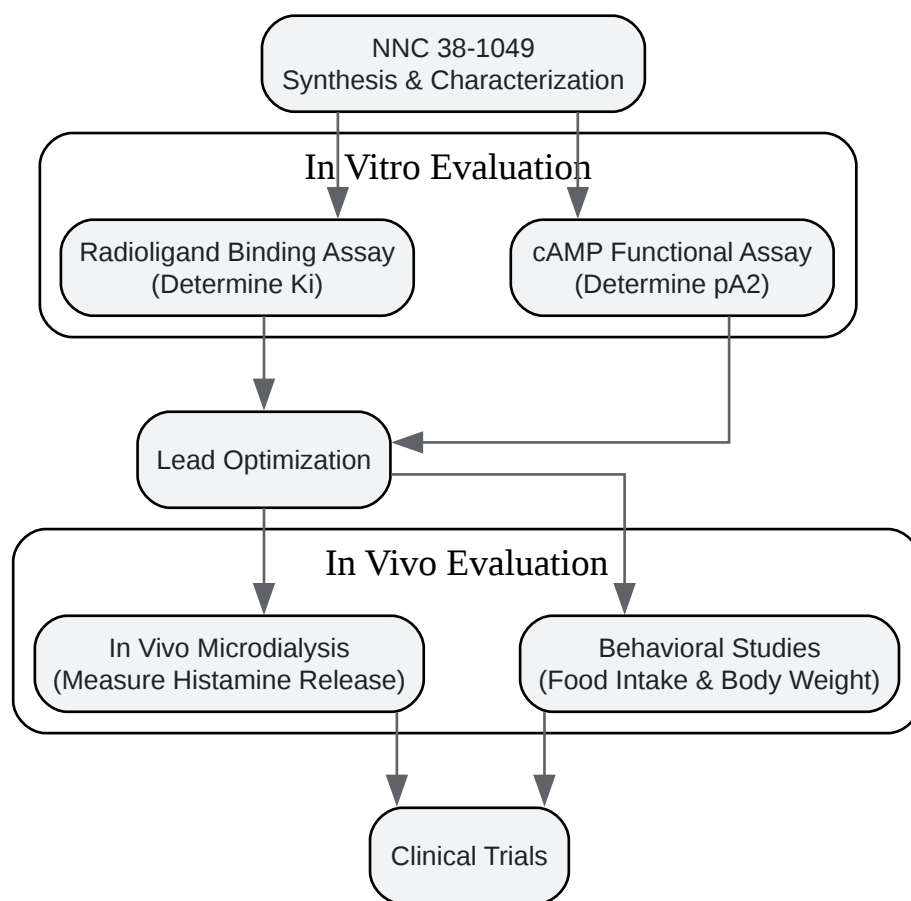 NNC 38-1049
Synthesis & Characterization
In Vitro Evaluation
Radioligand Binding Assay
(Determine Ki)
cAMP Functional Assay
(Determine pA2)
Lead Optimization
In Vivo Evaluation
In Vivo Microdialysis
(Measure Histamine Release)
Behavioral Studies
(Food Intake & Body Weight)
Clinical Trials